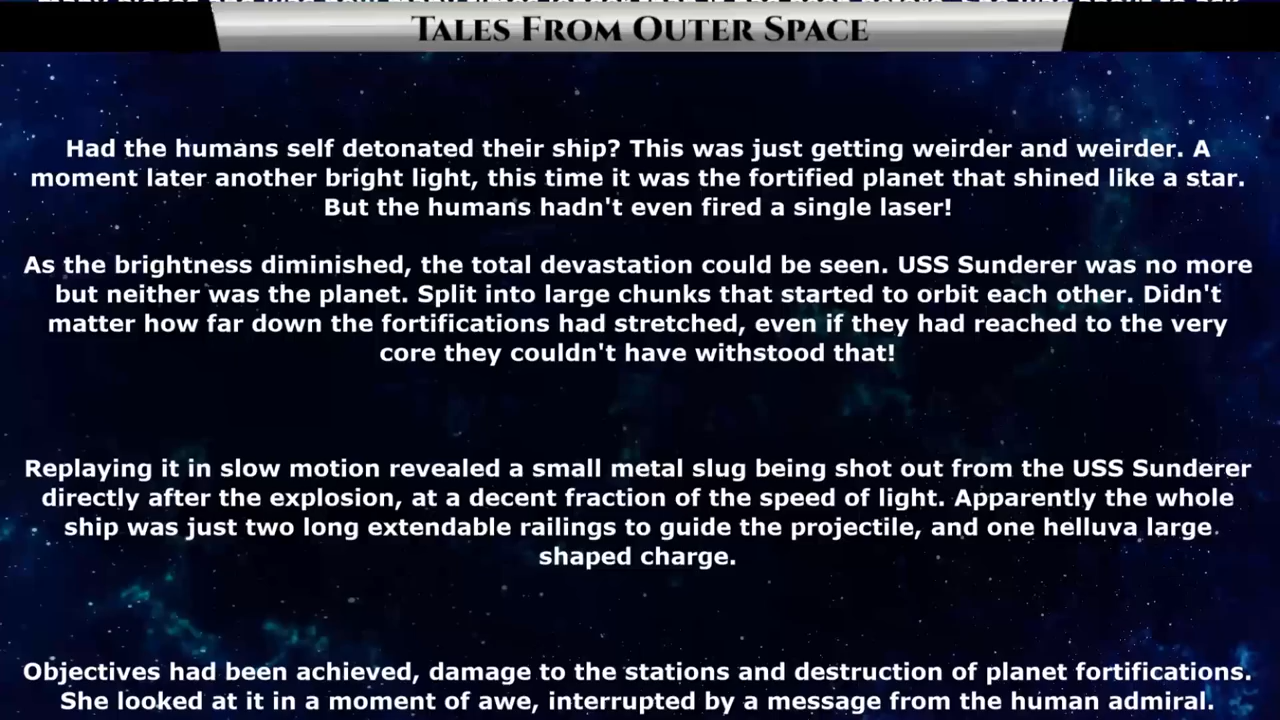 TALES FROM OUTER SPACE
Had the humans self detonated their ship? This was just getting weirder and weirder. A
moment later another bright light, this time it was the fortified planet that shined like a star.
But the humans hadn't even fired a single laser!
As the brightness diminished, the total devastation could be seen. USS Sunderer was no more
but neither was the planet. Split into large chunks that started to orbit each other. Didn't
matter how far down the fortifications had stretched, even if they had reached to the very
core they couldn't have withstood that!
Replaying it in slow motion revealed a small metal slug being shot out from the USS Sunderer
directly after the explosion, at a decent fraction of the speed of light. Apparently the whole
ship was just two long extendable railings to guide the projectile, and one helluva large
shaped charge.
Objectives had been achieved, damage to the stations and destruction of planet fortifications.
She looked at it in a moment of awe, interrupted by a message from the human admiral.